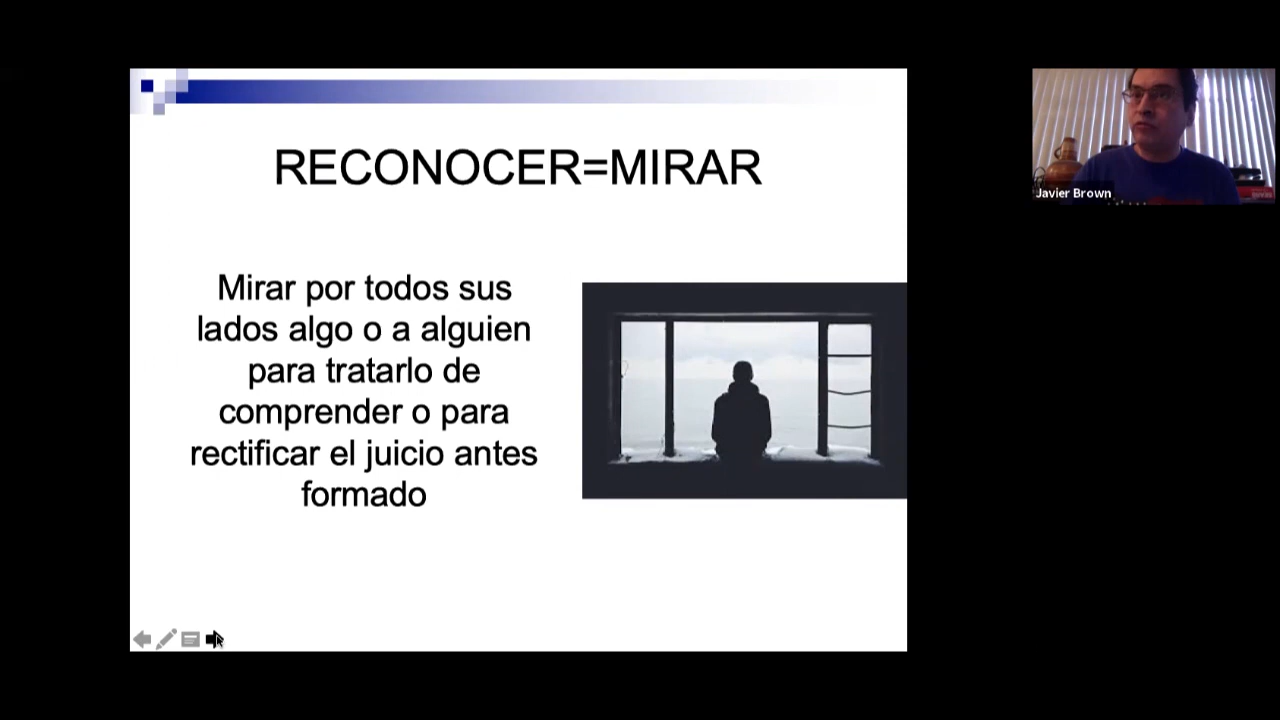 RECONOCER=MIRAR
Mirar por todos sus
lados algo o a alguien
para tratarlo de
comprender o para
rectificar el juicio antes
formado
Javier Brown